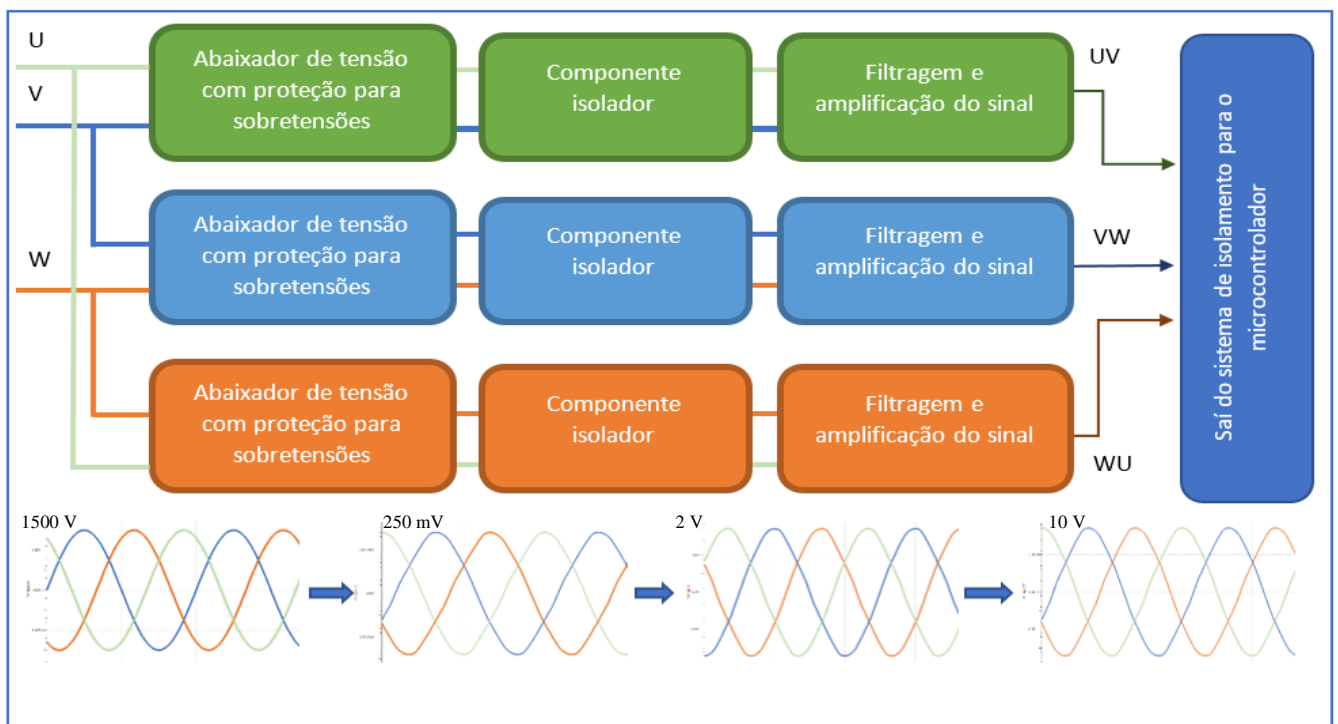 U
V
W
Abaixador de tensão
com proteção para
sobretensões
Componente
isolador
Filtragem e
amplificação do sinal
UV
Abaixador de tensão
com proteção para
sobretensões
Componente
isolador
Filtragem e
amplificação do sinal
VW
Abaixador de tensão
com proteção para
sobretensões
Componente
isolador
Filtragem e
amplificação do sinal
WU
Saí do sistema de isolamento para o
microcontrolador
1500 V
250 mV
2 V
10 V